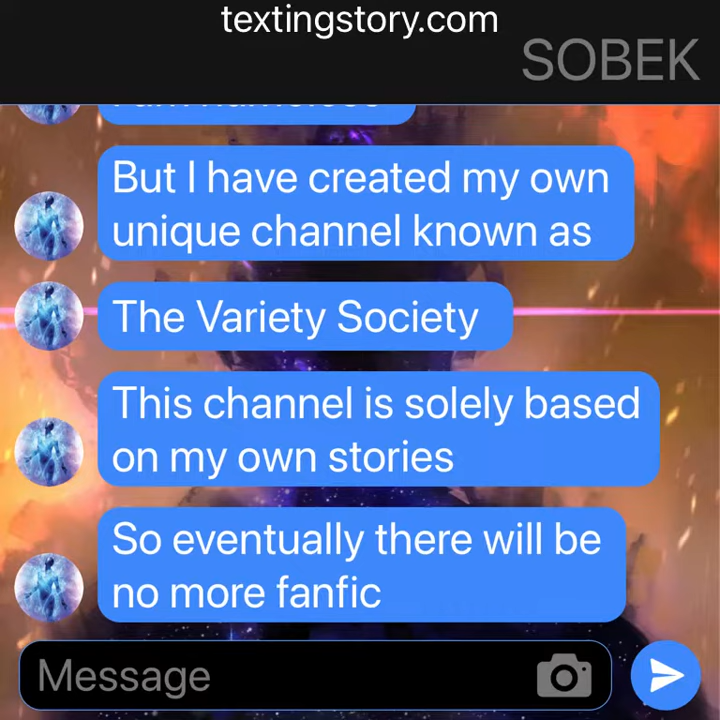 textingstory.com
SOBEK
But I have created my own
unique channel known as
The Variety Society
This channel is solely based
on my own stories
So eventually there will be
no more fanfic
Message